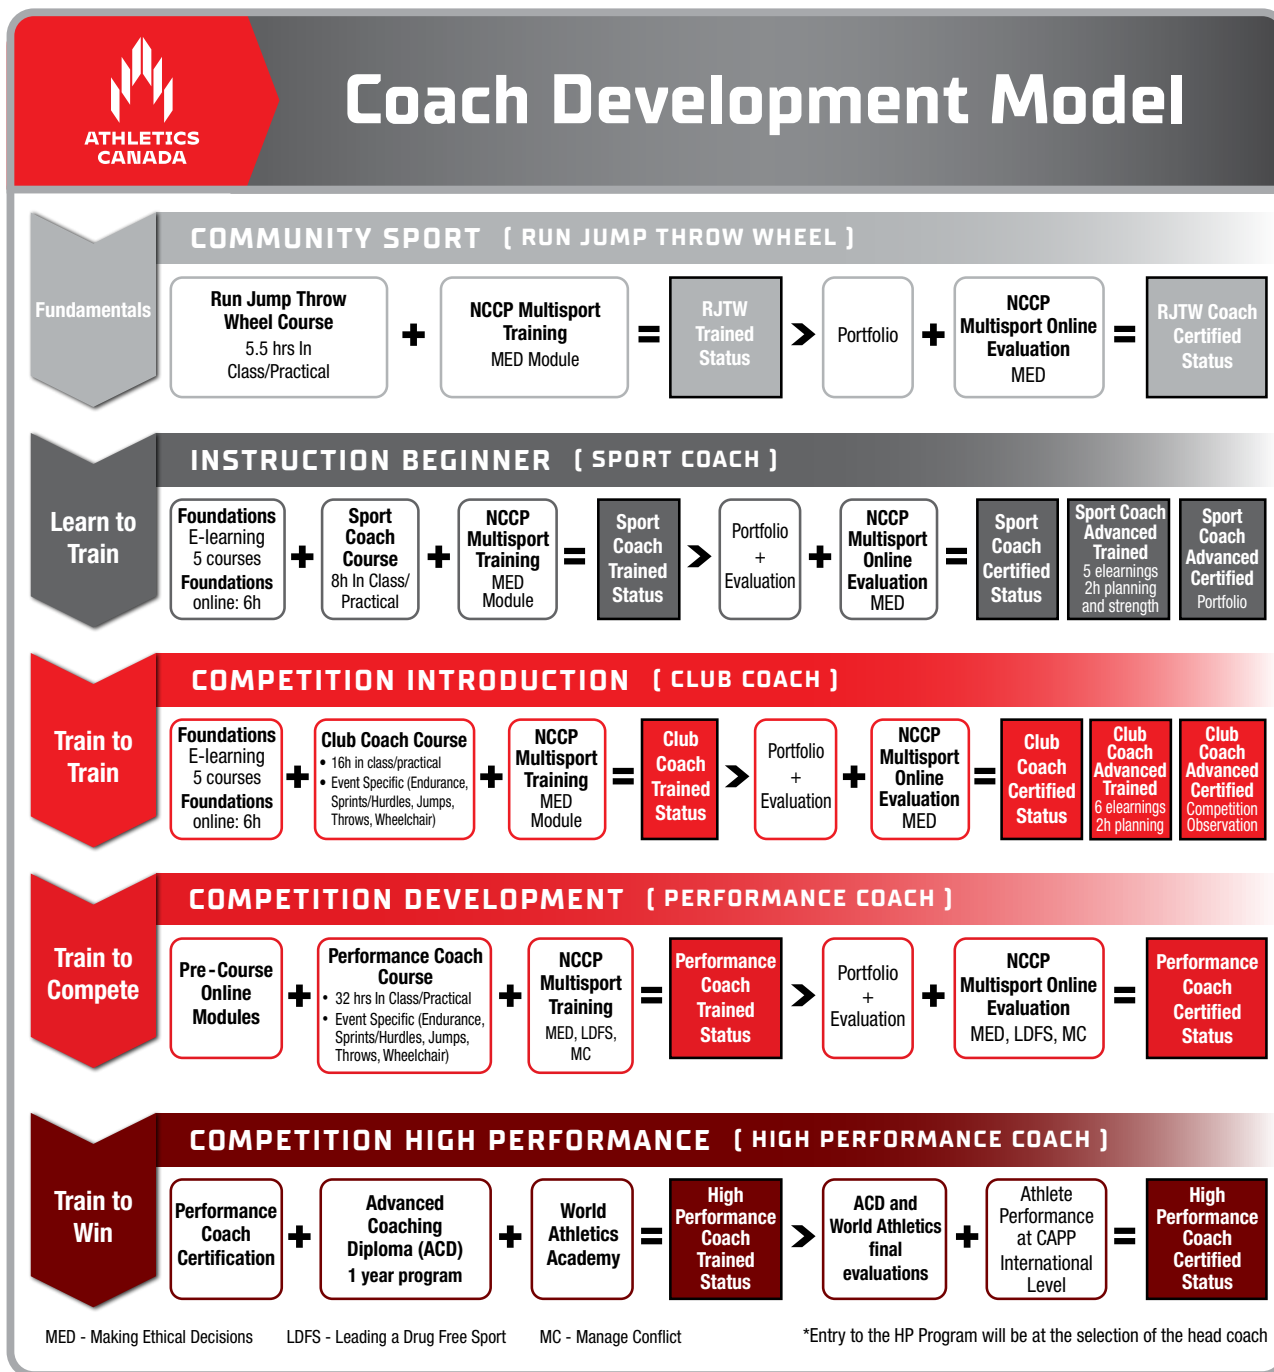 ATHLETICS
CANADA
Coach Development Model
COMMUNITY SPORT [ RUN JUMP THROW WHEEL ]
Fundamentals
Run Jump Throw
Wheel Course
5.5 hrs In
Class/Practical
+
NCCP Multisport
Training
MED Module
=
RJTW
Trained
Status
>
Portfolio
+
NCCP
Multisport Online
Evaluation
MED
=
RJTW Coach
Certified
Status
INSTRUCTION BEGINNER [ SPORT COACH ]
Learn to
Train
Foundations
E-learning
5 courses
Foundations
online: 6h
+
Sport
Coach
Course
8h In Class/
Practical
+
NCCP
Multisport
Training
MED
Module
=
Sport
Coach
Trained
Status
>
Portfolio
+
Evaluation
+
NCCP
Multisport
Online
Evaluation
MED
=
Sport
Coach
Certified
Status
Sport Coach
Advanced
Trained
5 elearnings
2h planning
and strength
Sport
Coach
Advanced
Certified
Portfolio
COMPETITION INTRODUCTION [ CLUB COACH ]
Train to
Train
Foundations
E-learning
5 courses
Foundations
online: 6h
+
Club Coach Course
• 16h in class/practical
• Event Specific (Endurance,
Sprints/Hurdles, Jumps,
Throws, Wheelchair)
+
NCCP
Multisport
Training
MED
Module
=
Club
Coach
Trained
Status
>
Portfolio
+
Evaluation
+
NCCP
Multisport
Online
Evaluation
MED
=
Club
Coach
Certified
Status
Club
Coach
Advanced
Trained
6 elearnings
2h planning
Club
Coach
Advanced
Certified
Competition
Observation
COMPETITION DEVELOPMENT [ PERFORMANCE COACH ]
Train to
Compete
Pre-Course
Online
Modules
+
Performance Coach
Course
• 32 hrs In Class/Practical
• Event Specific (Endurance,
Sprints/Hurdles, Jumps,
Throws, Wheelchair)
+
NCCP
Multisport
Training
MED, LDFS,
MC
=
Performance
Coach
Trained
Status
>
Portfolio
+
Evaluation
+
NCCP
Multisport Online
Evaluation
MED, LDFS, MC
=
Performance
Coach
Certified
Status
COMPETITION HIGH PERFORMANCE [ HIGH PERFORMANCE COACH ]
Train to
Win
Performance
Coach
Certification
+
Advanced
Coaching
Diploma (ACD)
1 year program
+
World
Athletics
Academy
=
High
Performance
Coach
Trained
Status
>
ACD and
World Athletics
final
evaluations
+
Athlete
Performance
at CAPP
International
Level
=
High
Performance
Coach
Certified
Status
MED - Making Ethical Decisions LDFS - Leading a Drug Free Sport MC - Manage Conflict *Entry to the HP Program will be at the selection of the head coach